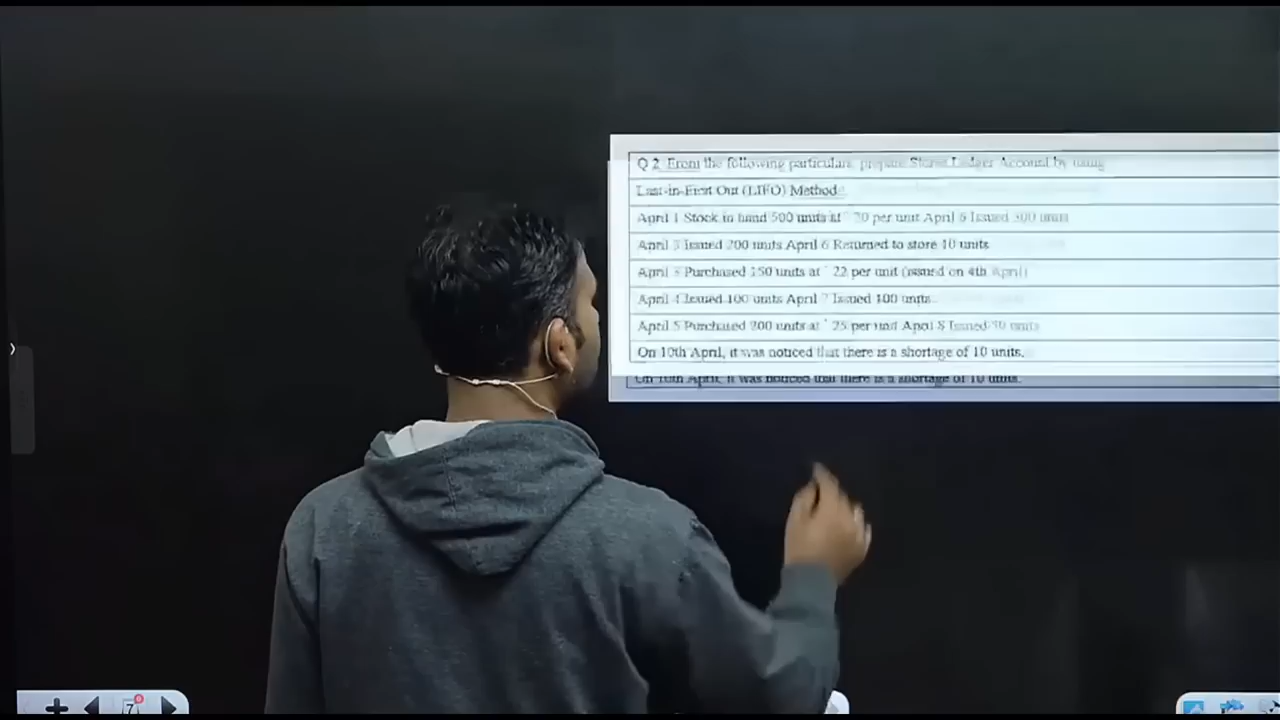 Q 2. From the following particulars, prepare Stores Ledger Account by using
Last-in-First Out (LIFO) Method
April 1 Stock in hand 500 units at ` 20 per unit April 6 Issued 300 units
April 3 Issued 200 units April 6 Returned to store 10 units
April Purchased 150 units at ` 22 per unit (issued on 4th April)
April 4 Issued 100 units April 7 Issued 100 units
April 5 Purchased 200 units at ` 25 per unit April 8 Issued 50 units
On 10th April, it was noticed that there is a shortage of 10 units.
On 10th April, it was noticed that there is a shortage of 10 units.
7